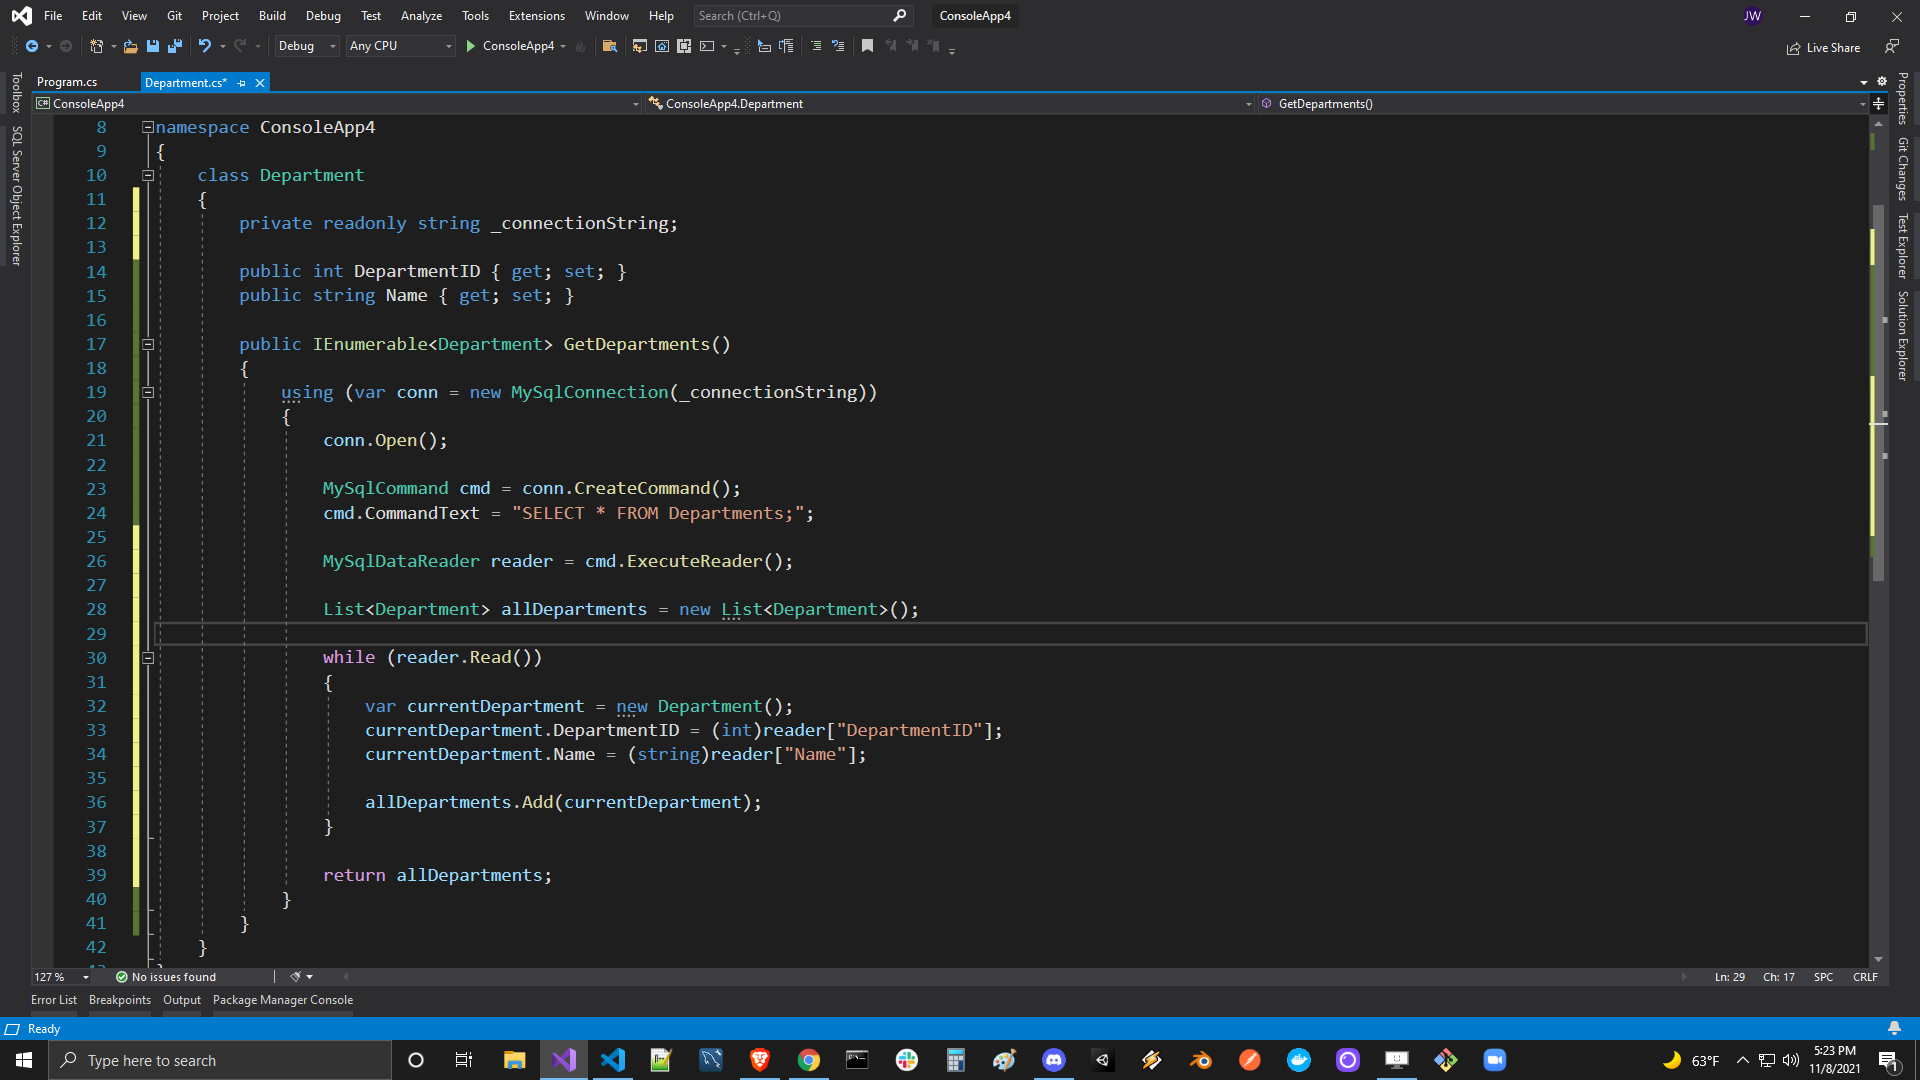 File Edit View Git Project Build Debug Test Analyze Tools Extensions Window Help Search (Ctrl+Q) ConsoleApp4 JW
Debug Any CPU ConsoleApp4 Live Share
Program.cs Department.cs*
ConsoleApp4 ConsoleApp4.Department GetDepartments()
Toolbox
SQL Server Object Explorer
Properties
Git Changes
Test Explorer
Solution Explorer
8 namespace ConsoleApp4
9 {
10 class Department
11 {
12 private readonly string _connectionString;
13
14 public int DepartmentID { get; set; }
15 public string Name { get; set; }
16
17 public IEnumerable<Department> GetDepartments()
18 {
19 using (var conn = new MySqlConnection(_connectionString))
20 {
21 conn.Open();
22
23 MySqlCommand cmd = conn.CreateCommand();
24 cmd.CommandText = "SELECT * FROM Departments;";
25
26 MySqlDataReader reader = cmd.ExecuteReader();
27
28 List<Department> allDepartments = new List<Department>();
29
30 while (reader.Read())
31 {
32 var currentDepartment = new Department();
33 currentDepartment.DepartmentID = (int)reader["DepartmentID"];
34 currentDepartment.Name = (string)reader["Name"];
35
36 allDepartments.Add(currentDepartment);
37 }
38
39 return allDepartments;
40 }
41 }
42 }
127 % No issues found Ln: 29 Ch: 17 SPC CRLF
Error List Breakpoints Output Package Manager Console
Ready
Type here to search 63°F 5:23 PM
11/8/2021 1